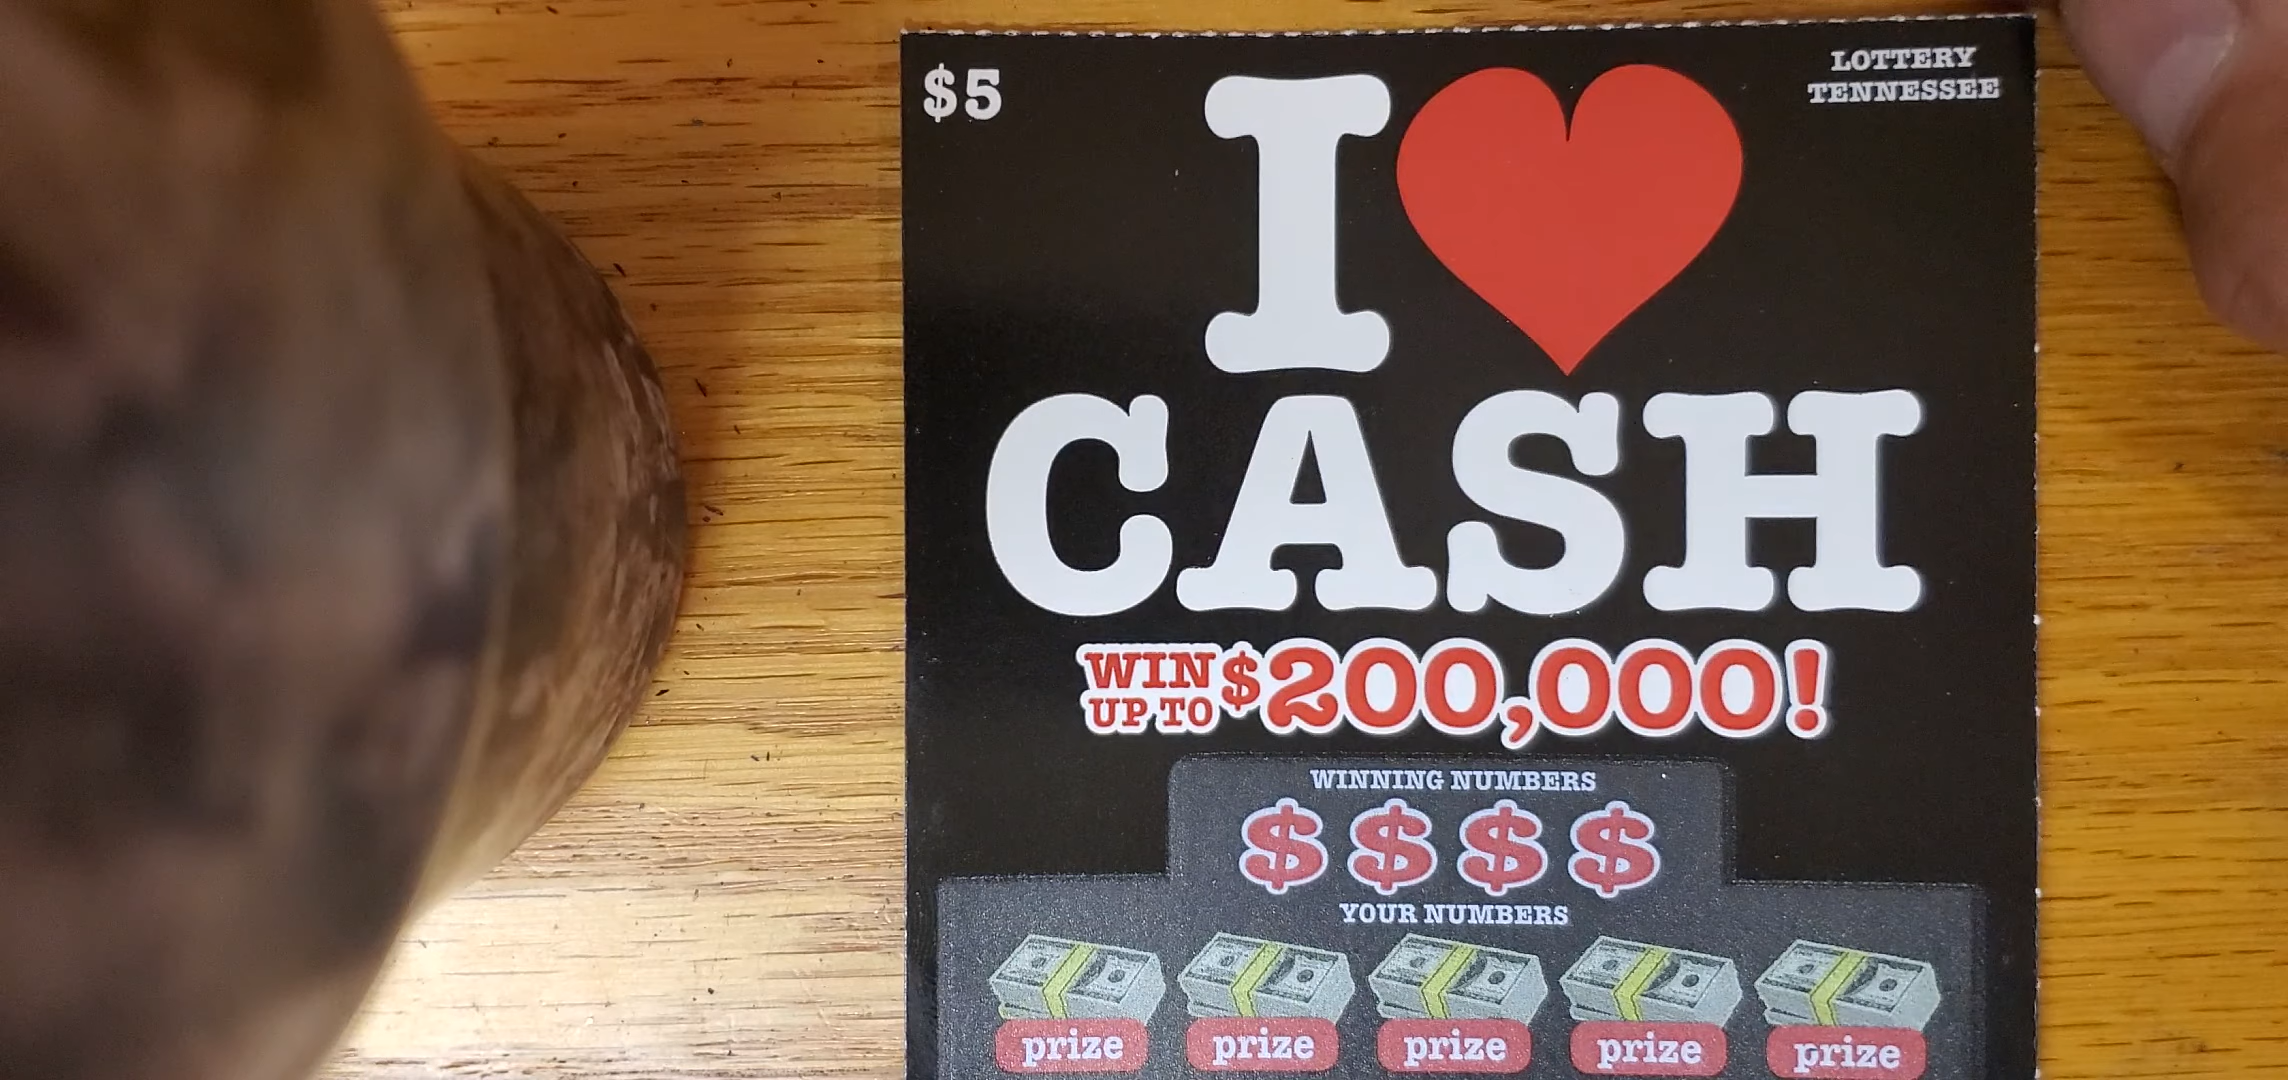 $5
LOTTERY
TENNESSEE
I ♥
CASH
WIN
UP TO $200,000!
WINNING NUMBERS
$ $ $ $
YOUR NUMBERS
prize prize prize prize prize